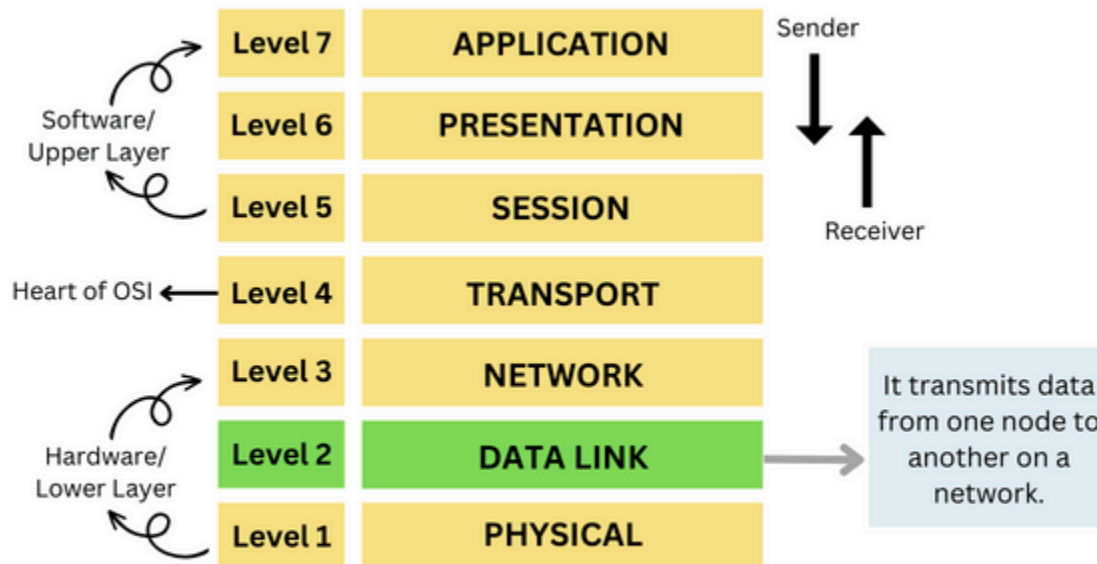 Level 7 APPLICATION
Sender
Software/
Upper Layer
Level 6 PRESENTATION
Level 5 SESSION
Receiver
Heart of OSI
Level 4 TRANSPORT
Level 3 NETWORK
Hardware/
Lower Layer
Level 2 DATA LINK
It transmits data
from one node to
another on a
network.
Level 1 PHYSICAL